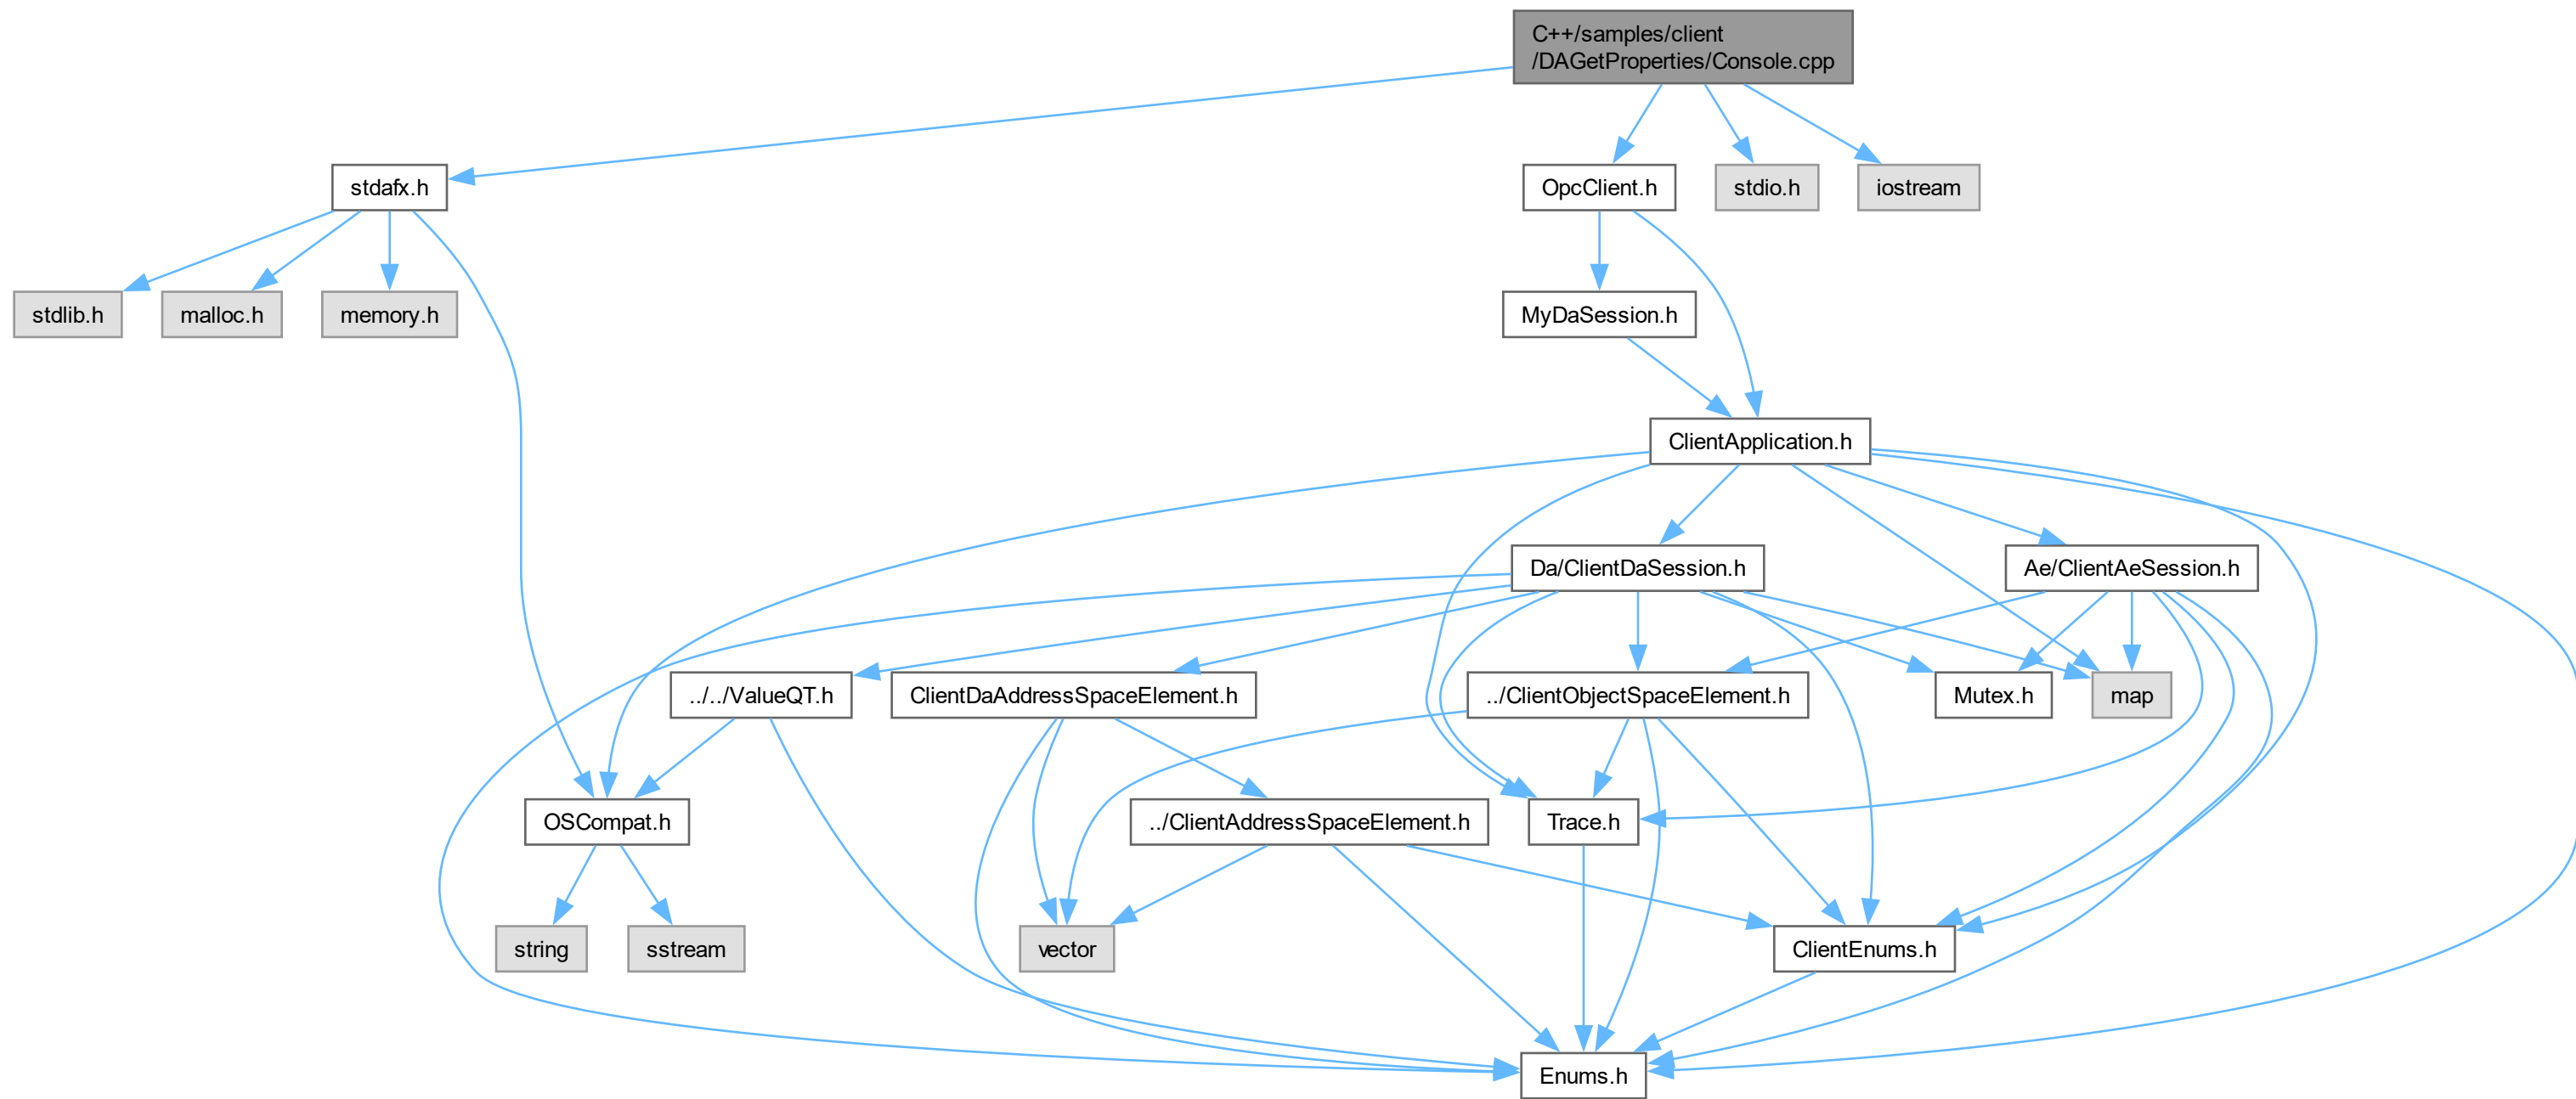 C++/samples/client
/DAGetProperties/Console.cpp
stdafx.h
OpcClient.h
stdio.h
iostream
stdlib.h
malloc.h
memory.h
MyDaSession.h
ClientApplication.h
Da/ClientDaSession.h
Ae/ClientAeSession.h
../../ValueQT.h
ClientDaAddressSpaceElement.h
../ClientObjectSpaceElement.h
Mutex.h
map
OSCompat.h
../ClientAddressSpaceElement.h
Trace.h
string
sstream
vector
ClientEnums.h
Enums.h